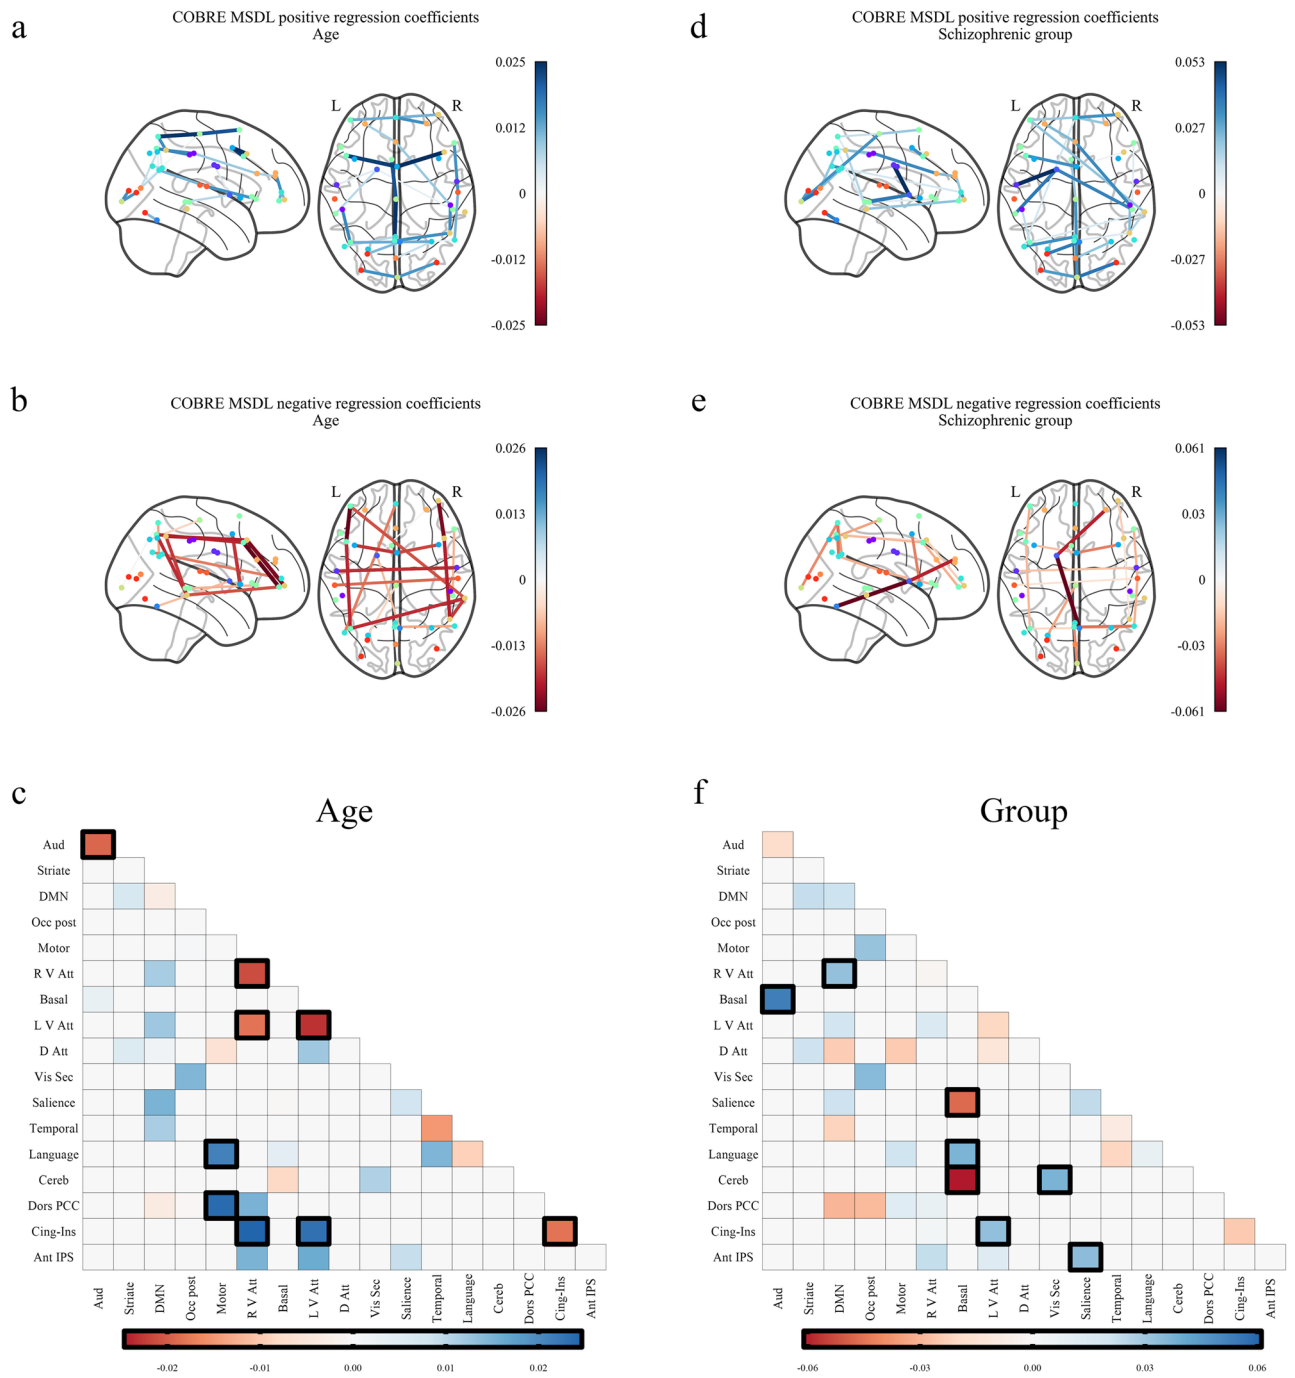 a
COBRE MSDL positive regression coefficients
Age
L
R
0.025
0.012
0
-0.012
-0.025
d
COBRE MSDL positive regression coefficients
Schizophrenic group
L
R
0.053
0.027
0
-0.027
-0.053
b
COBRE MSDL negative regression coefficients
Age
L
R
0.026
0.013
0
-0.013
-0.026
e
COBRE MSDL negative regression coefficients
Schizophrenic group
L
R
0.061
0.03
0
-0.03
-0.061
c
Age
Aud
Striate
DMN
Occ post
Motor
R V Att
Basal
L V Att
D Att
Vis Sec
Salience
Temporal
Language
Cereb
Dors PCC
Cing-Ins
Ant IPS
Aud
Striate
DMN
Occ post
Motor
R V Att
Basal
L V Att
D Att
Vis Sec
Salience
Temporal
Language
Cereb
Dors PCC
Cing-Ins
Ant IPS
-0.02
-0.01
0.00
0.01
0.02
f
Group
Aud
Striate
DMN
Occ post
Motor
R V Att
Basal
L V Att
D Att
Vis Sec
Salience
Temporal
Language
Cereb
Dors PCC
Cing-Ins
Ant IPS
Aud
Striate
DMN
Occ post
Motor
R V Att
Basal
L V Att
D Att
Vis Sec
Salience
Temporal
Language
Cereb
Dors PCC
Cing-Ins
Ant IPS
-0.06
-0.03
0.00
0.03
0.06